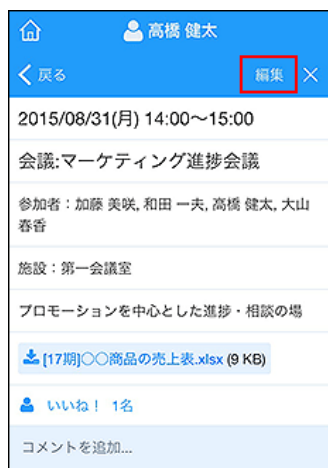 高橋 健太
戻る
編集
2015/08/31(月) 14:00～15:00
会議:マーケティング進捗会議
参加者：加藤 美咲, 和田 一夫, 高橋 健太, 大山
春香
施設：第一会議室
プロモーションを中心とした進捗・相談の場
[17期]〇〇商品の売上表.xlsx (9 KB)
いいね！ 1名
コメントを追加...